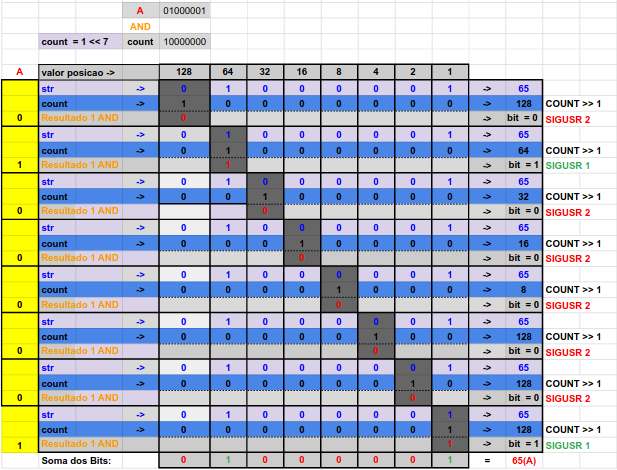 A 01000001
AND
count = 1 << 7 count 10000000
A valor posicao -> 128 64 32 16 8 4 2 1
str -> 0 1 0 0 0 0 0 1 -> 65
count -> 1 0 0 0 0 0 0 0 -> 128 COUNT >> 1
0 Resultado 1 AND 0 -> bit = 0 SIGUSR 2
str -> 0 1 0 0 0 0 0 1 -> 65
count -> 0 1 0 0 0 0 0 0 -> 64 COUNT >> 1
1 Resultado 1 AND 1 -> bit = 1 SIGUSR 1
str -> 0 1 0 0 0 0 0 1 -> 65
count -> 0 0 1 0 0 0 0 0 -> 32 COUNT >> 1
0 Resultado 1 AND 0 -> bit = 0 SIGUSR 2
str -> 0 1 0 0 0 0 0 1 -> 65
count -> 0 0 0 1 0 0 0 0 -> 16 COUNT >> 1
0 Resultado 1 AND 0 -> bit = 0 SIGUSR 2
str -> 0 1 0 0 0 0 0 1 -> 65
count -> 0 0 0 0 1 0 0 0 -> 8 COUNT >> 1
0 Resultado 1 AND 0 -> bit = 0 SIGUSR 2
str -> 0 1 0 0 0 0 0 1 -> 65
count -> 0 0 0 0 0 1 0 0 -> 128 COUNT >> 1
0 Resultado 1 AND 0 -> bit = 0 SIGUSR 2
str -> 0 1 0 0 0 0 0 1 -> 65
count -> 0 0 0 0 0 0 1 0 -> 128 COUNT >> 1
0 Resultado 1 AND 0 -> bit = 0 SIGUSR 2
str -> 0 1 0 0 0 0 0 1 -> 65
count -> 0 0 0 0 0 0 0 1 -> 128 COUNT >> 1
1 Resultado 1 AND 1 -> bit = 1 SIGUSR 1
Soma dos Bits: 0 1 0 0 0 0 0 1 = 65(A)